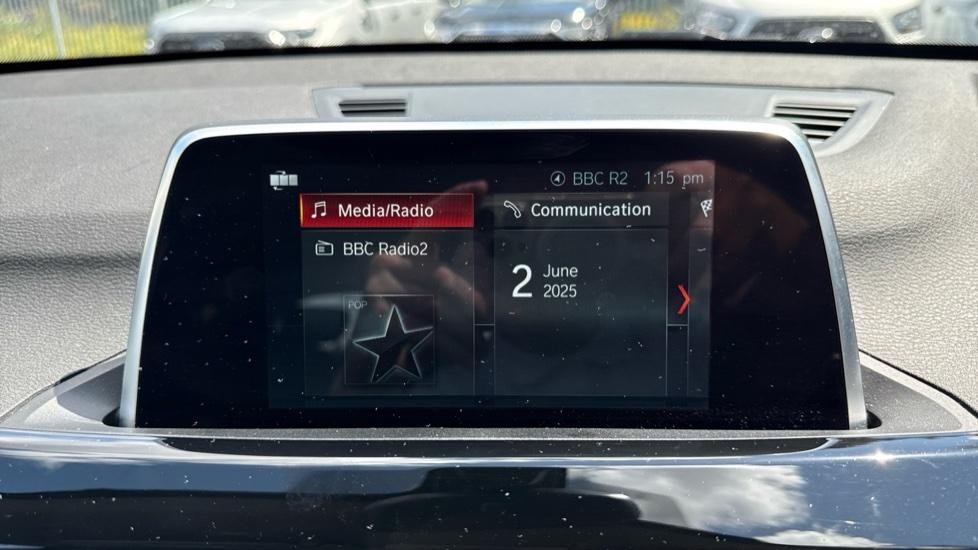 BBC R2 1:15 pm
Media/Radio
Communication
BBC Radio2
2 June
2025
POP